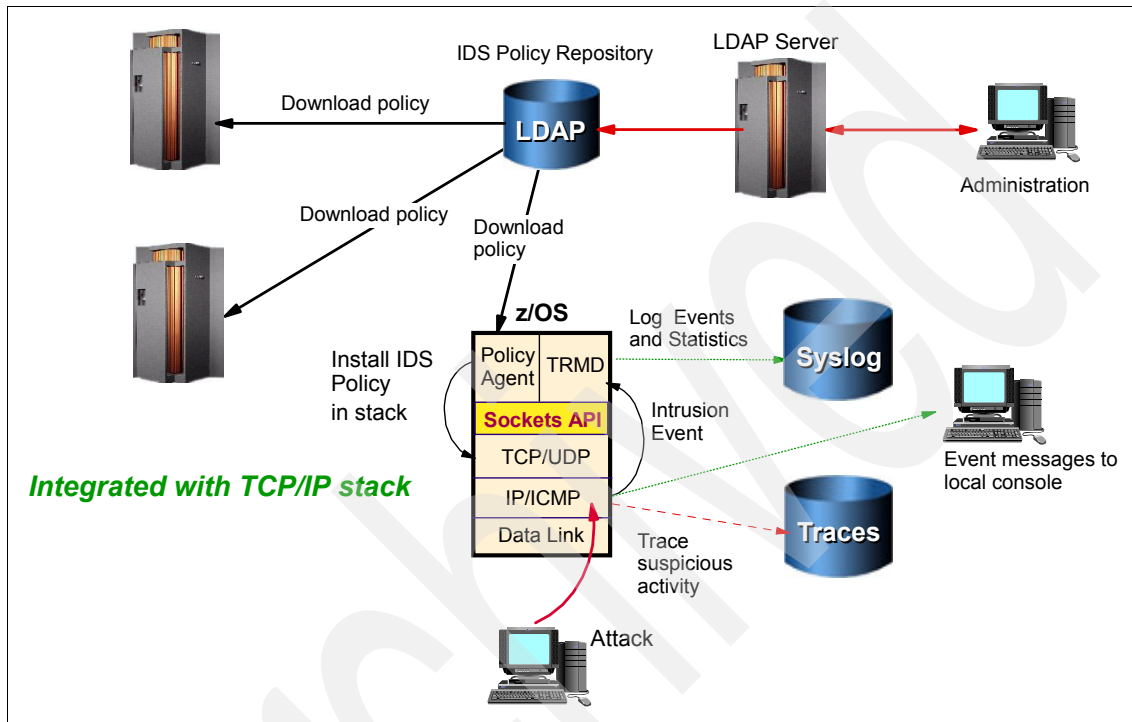 LDAP Server
IDS Policy Repository
Download policy
LDAP
Administration
Download policy
Download
policy
z/OS
Log Events
and Statistics
Install IDS
Policy
in stack
Policy
Agent
TRMD
Syslog
Sockets API
Intrusion
Event
TCP/UDP
Event messages to
local console
Integrated with TCP/IP stack
IP/ICMP
Data Link
Traces
Trace
suspicious
activity
Attack